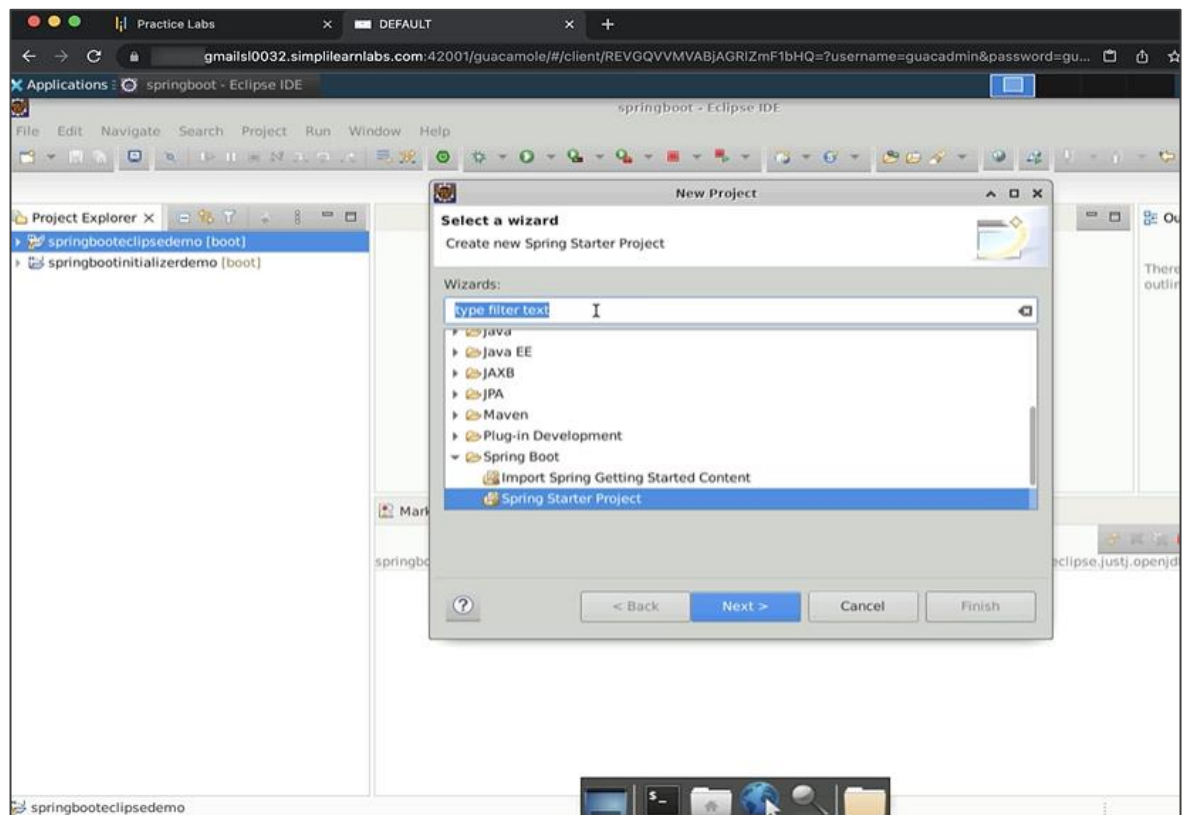 Practice Labs
DEFAULT
gmailsl0032.simplilearnlabs.com:42001/guacamole/#/client/REVGQVVMVABjAGRlZmF1bHQ=?username=guacadmin&password=gu...
Applications
springboot - Eclipse IDE
springboot - Eclipse IDE
File Edit Navigate Search Project Run Window Help
New Project
Project Explorer
Select a wizard
Create new Spring Starter Project
Ou
springbooteclipsedemo [boot]
springbootinitializerdemo [boot]
There
outlin
Wizards:
type filter text
Java
Java EE
JAXB
JPA
Maven
Plug-in Development
Spring Boot
Import Spring Getting Started Content
Spring Starter Project
Mark
springbo
eclipse.justj.openjd
? < Back Next > Cancel Finish
springbooteclipsedemo